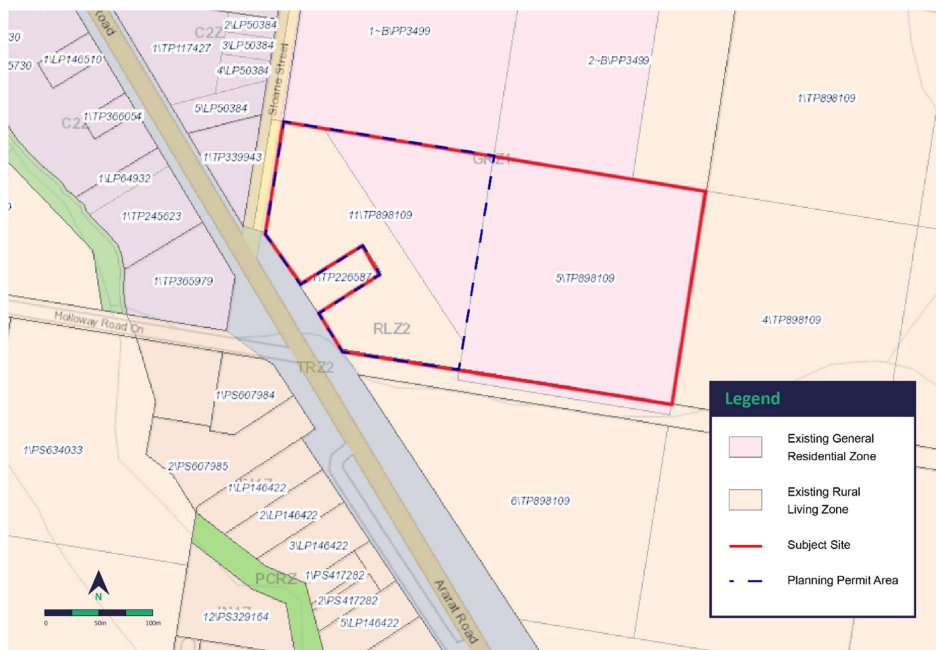 Road
C2Z
2\LP50384
3\LP50384
4\LP50384
5\LP50384
1\TP117427
Sloane Street
1~B\PP3499
2~B\PP3499
1\TP898109
30
5730
1\LP146510
C2Z
1\TP366054
1\LP64932
1\TP339943
1\TP245623
1\TP365979
GRZ1
11\TP898109
1\TP226587
5\TP898109
RLZ2
4\TP898109
Holloway Road Cn
TRZ2
1\PS607984
1\PS634033
2\PS607985
1\LP146422
2\LP146422
3\LP146422
1\PS417282
2\PS417282
5\LP146422
PCRZ
12\PS329164
6\TP898109
Ararat Road
N
0 50m 100m
Legend
Existing General
Residential Zone
Existing Rural
Living Zone
Subject Site
Planning Permit Area